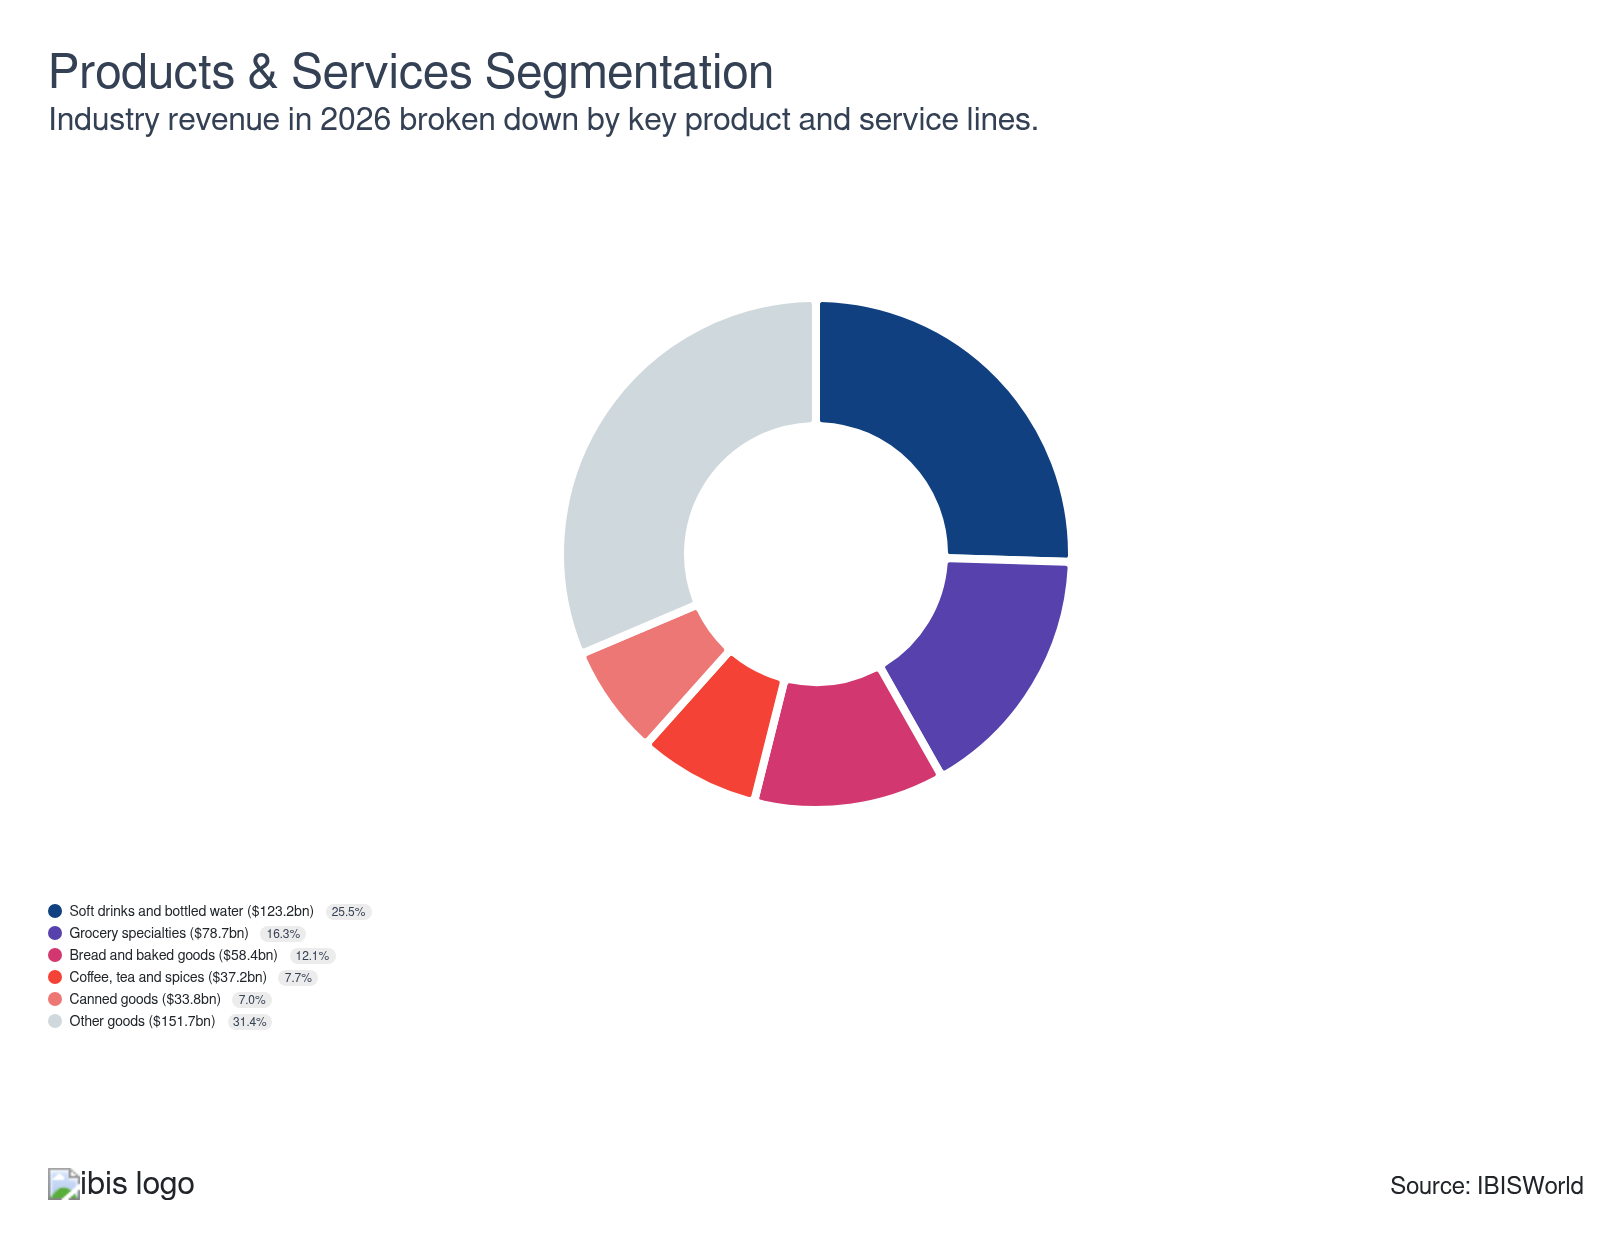 Products & Services Segmentation
Industry revenue in 2026 broken down by key product and service lines.
Soft drinks and bottled water ($123.2bn) 25.5%
Grocery specialties ($78.7bn) 16.3%
Bread and baked goods ($58.4bn) 12.1%
Coffee, tea and spices ($37.2bn) 7.7%
Canned goods ($33.8bn) 7.0%
Other goods ($151.7bn) 31.4%
ibis logo
Source: IBISWorld